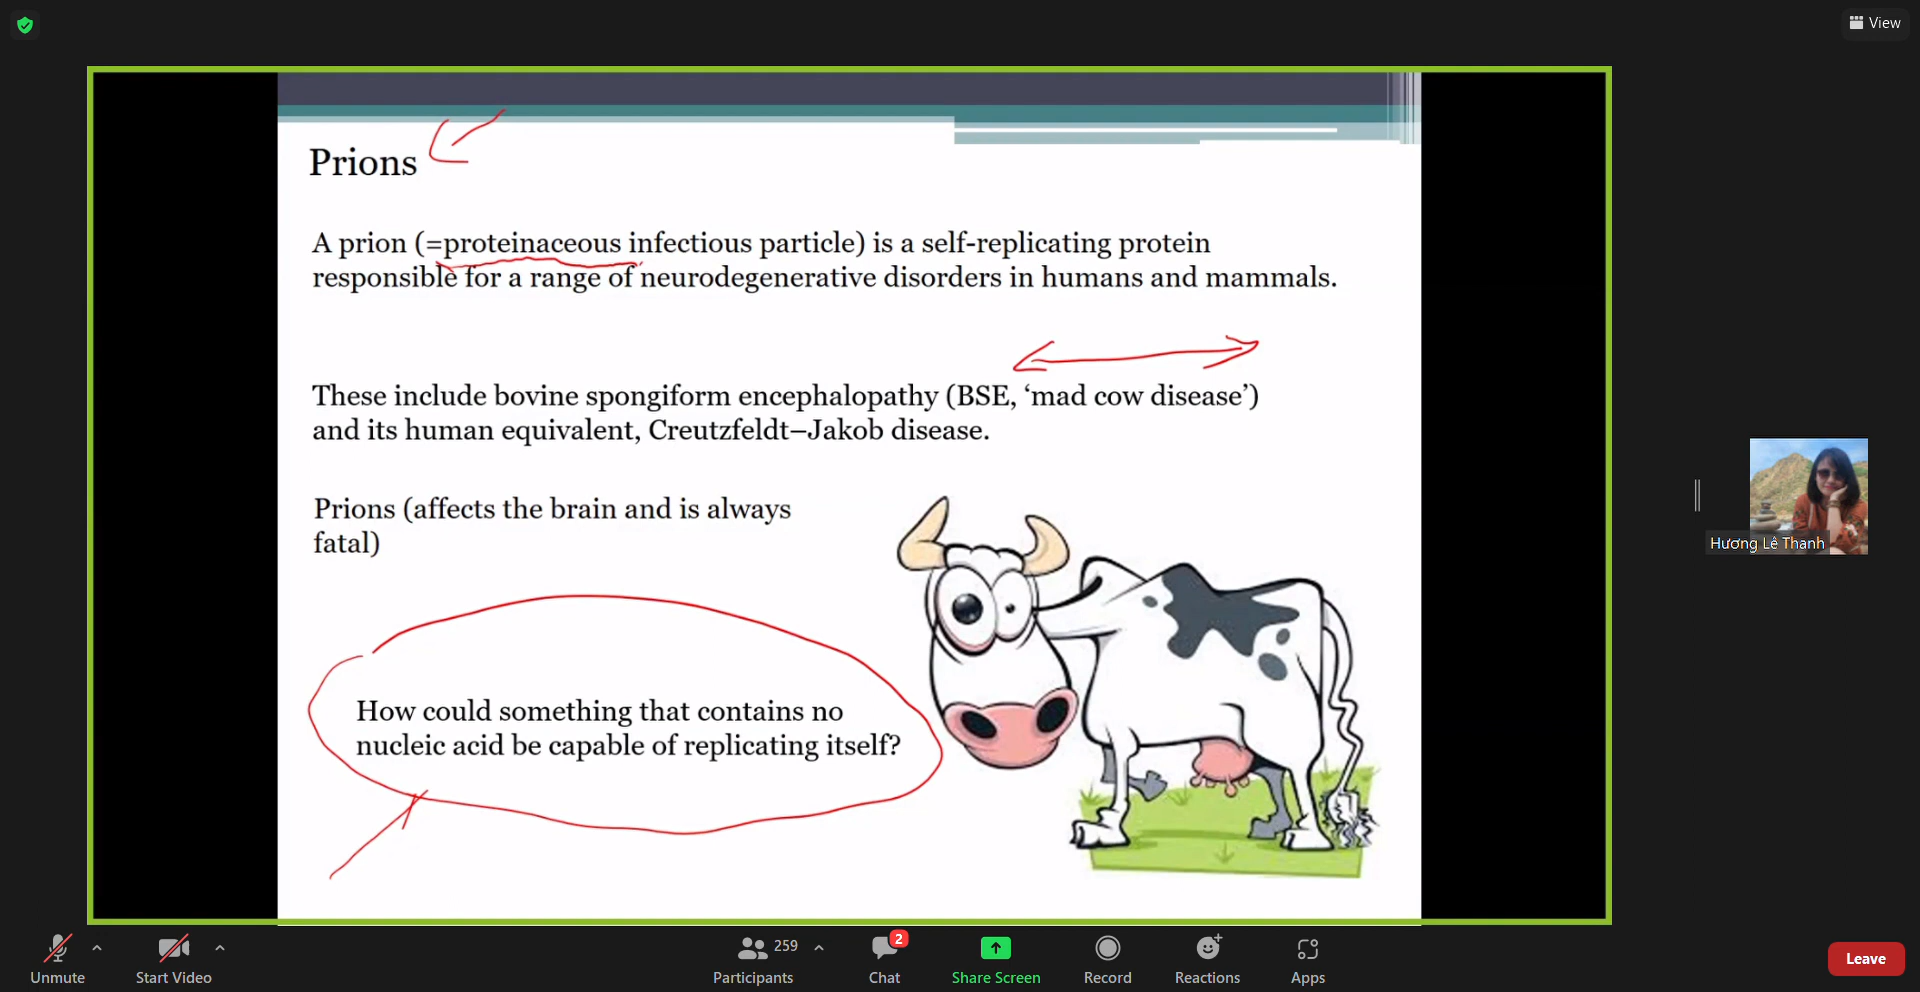 View
Prions
A prion (=proteinaceous infectious particle) is a self-replicating protein
responsible for a range of neurodegenerative disorders in humans and mammals.
These include bovine spongiform encephalopathy (BSE, ‘mad cow disease’)
and its human equivalent, Creutzfeldt–Jakob disease.
Prions (affects the brain and is always
fatal)
How could something that contains no
nucleic acid be capable of replicating itself?
Hương Lê Thanh
259
2
Unmute
Start Video
Participants
Chat
Share Screen
Record
Reactions
Apps
Leave